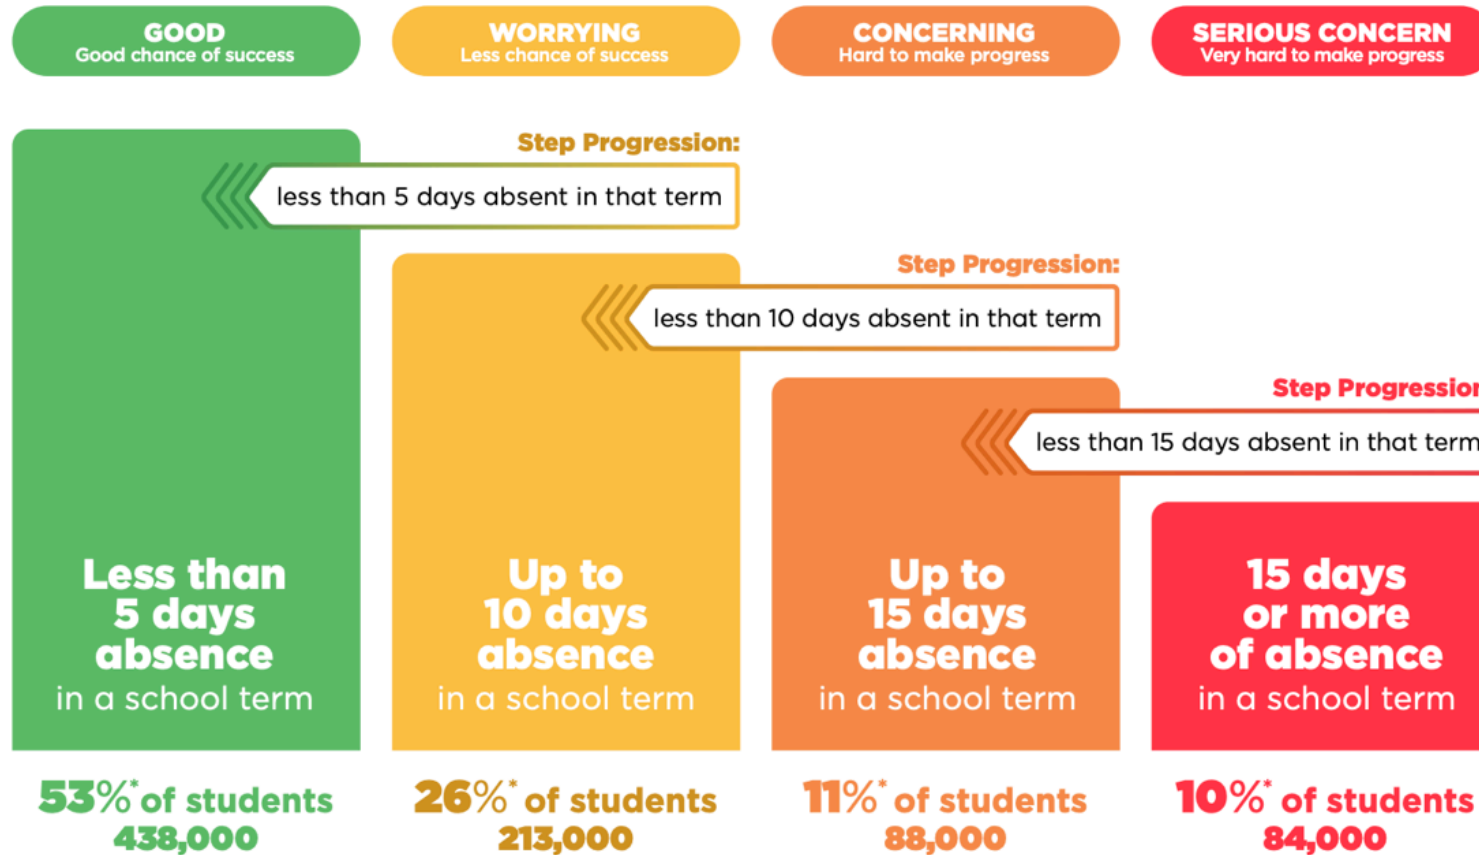 GOOD
Good chance of success
WORRYING
Less chance of success
CONCERNING
Hard to make progress
SERIOUS CONCERN
Very hard to make progress
Step Progression:
less than 5 days absent in that term
Step Progression:
less than 10 days absent in that term
Step Progression
less than 15 days absent in that term
Less than
5 days
absence
in a school term
Up to
10 days
absence
in a school term
Up to
15 days
absence
in a school term
15 days
or more
of absence
in a school term
53%* of students
438,000
26%* of students
213,000
11%* of students
88,000
10%* of students
84,000